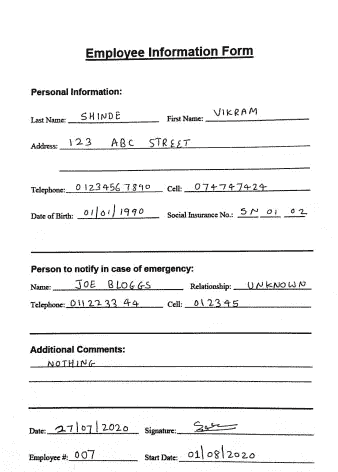 Employee Information Form
Personal Information:
Last Name: SHINDE First Name: VIKRAM
Address: 123 ABC STREET
Telephone: 01234567890 Cell: 074747424
Date of Birth: 01/01/1990 Social Insurance No.: SN 01 02
Person to notify in case of emergency:
Name: JOE BLOGGS Relationship: UNKNOWN
Telephone: 01122 33 44 Cell: 012345
Additional Comments:
NOTHING
Date: 27/07/2020 Signature:
Employee #: 007 Start Date: 01/08/2020